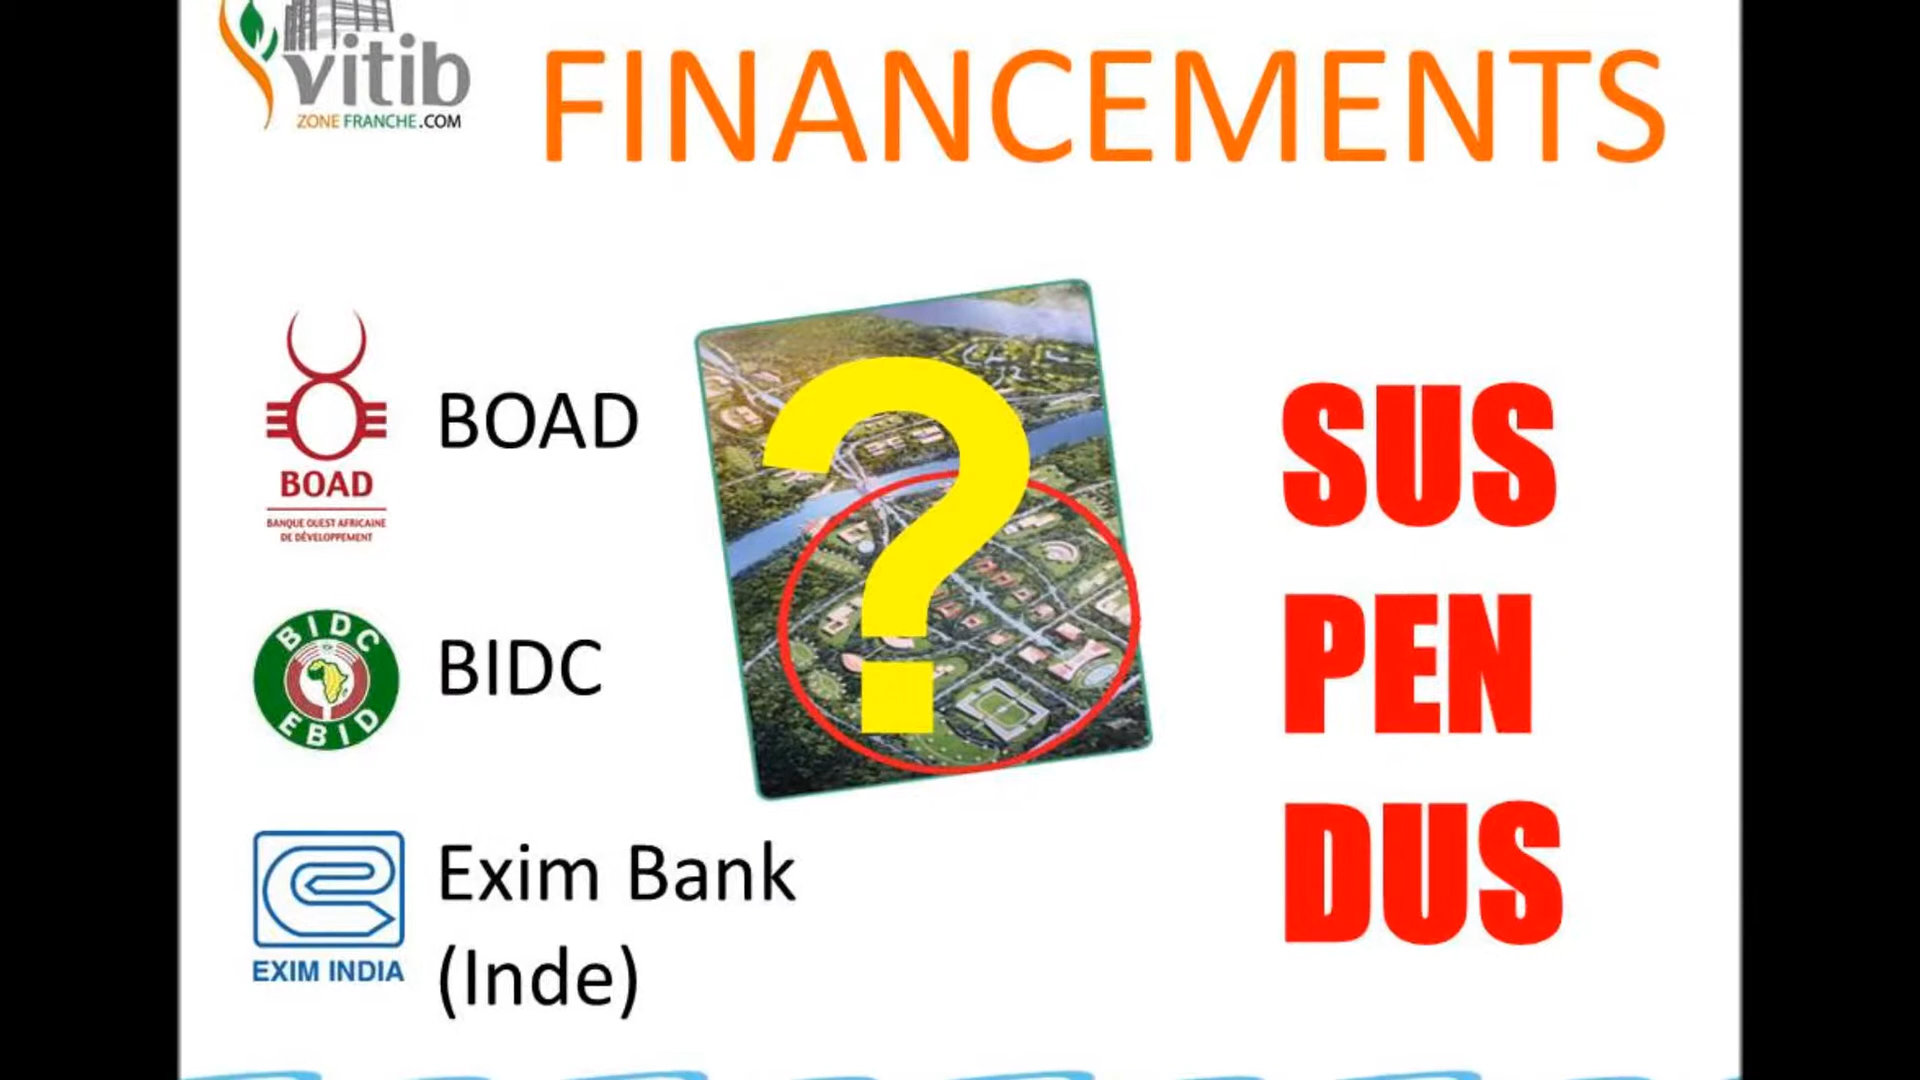 vitib
ZONE FRANCHE.COM
FINANCEMENTS
BOAD
BANQUE OUEST AFRICAINE
DE DÉVELOPPEMENT
BOAD
BIDC
EBID
BIDC
EXIM INDIA
Exim Bank
(Inde)
?
SUS
PEN
DUS